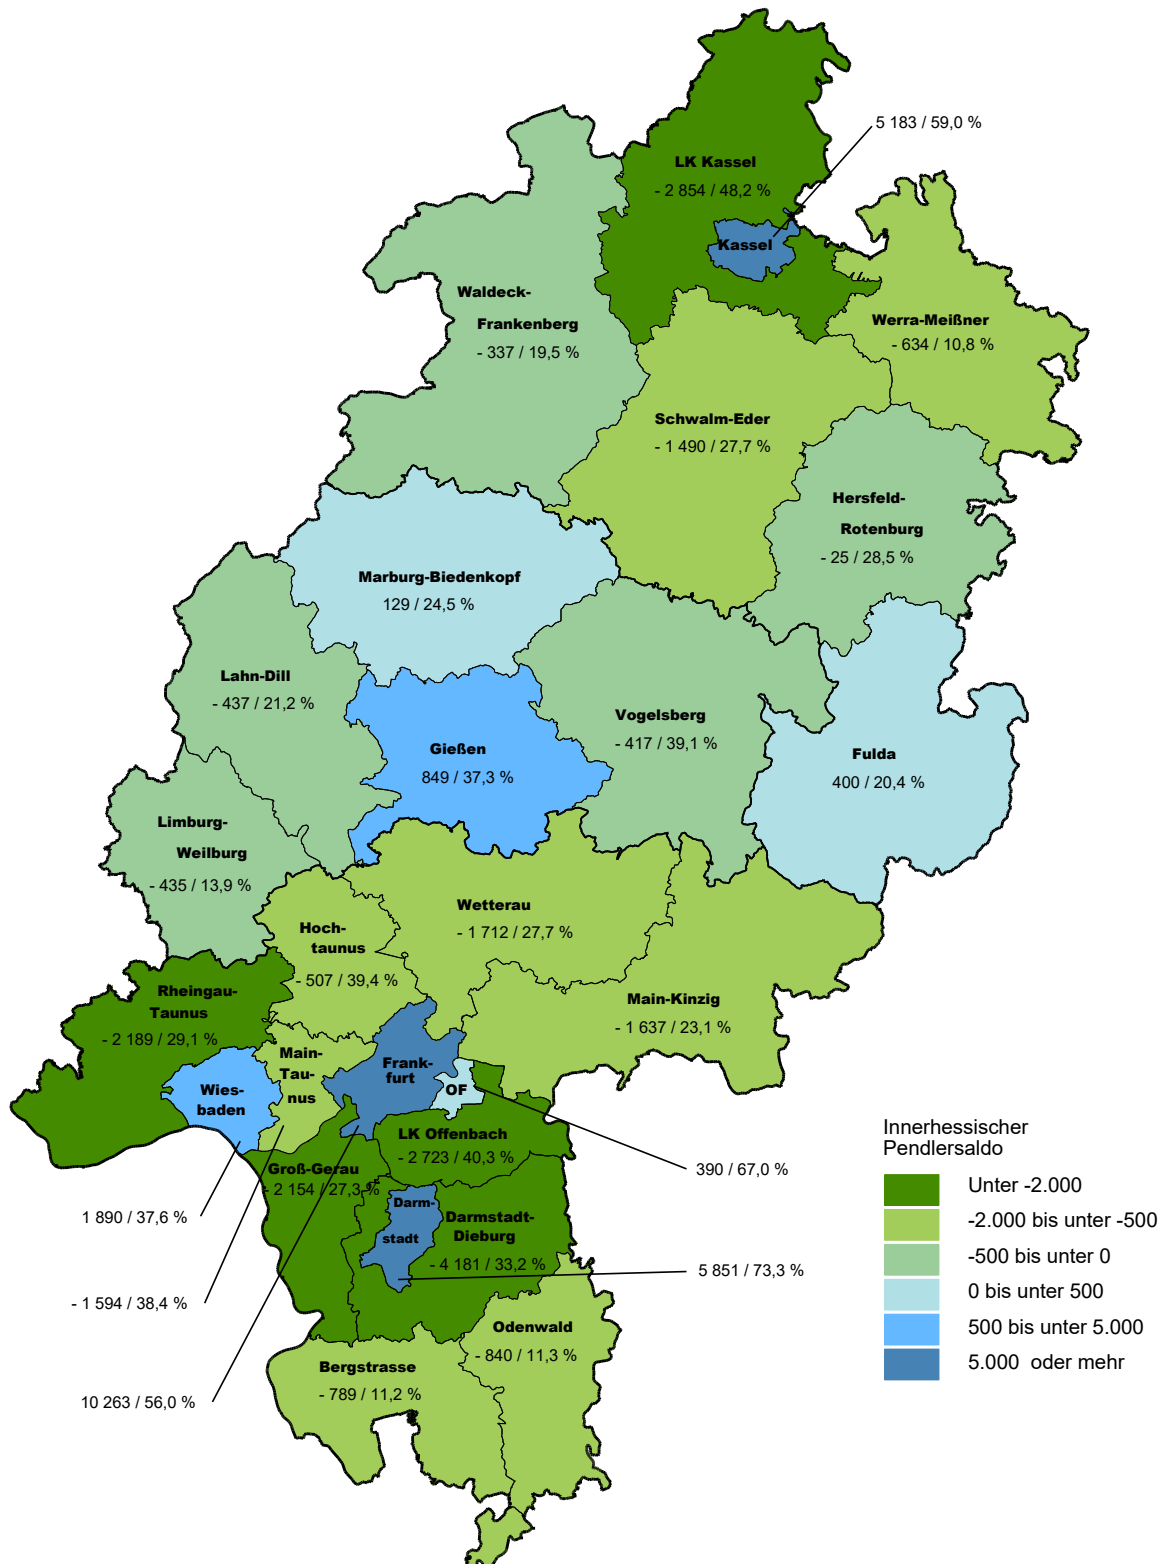 5 183 / 59,0 %
LK Kassel
- 2 854 / 48,2 %
Kassel
Waldeck-
Frankenberg
- 337 / 19,5 %
Werra-Meißner
- 634 / 10,8 %
Schwalm-Eder
- 1 490 / 27,7 %
Hersfeld-
Rotenburg
- 25 / 28,5 %
Marburg-Biedenkopf
129 / 24,5 %
Lahn-Dill
- 437 / 21,2 %
Vogelsberg
- 417 / 39,1 %
Gießen
849 / 37,3 %
Fulda
400 / 20,4 %
Limburg-
Weilburg
- 435 / 13,9 %
Wetterau
- 1 712 / 27,7 %
Hoch-
taunus
- 507 / 39,4 %
Rheingau-
Taunus
- 2 189 / 29,1 %
Main-Kinzig
- 1 637 / 23,1 %
Main-
Tau-
nus
Frank-
furt
Wies-
baden
OF
LK Offenbach
- 2 723 / 40,3 %
Groß-Gerau
- 2 154 / 27,3 %
390 / 67,0 %
Darm-
stadt
Darmstadt-
Dieburg
- 4 181 / 33,2 %
1 890 / 37,6 %
5 851 / 73,3 %
- 1 594 / 38,4 %
Odenwald
- 840 / 11,3 %
Bergstrasse
- 789 / 11,2 %
10 263 / 56,0 %
Innerhessischer
Pendlersaldo
Unter -2.000
-2.000 bis unter -500
-500 bis unter 0
0 bis unter 500
500 bis unter 5.000
5.000 oder mehr